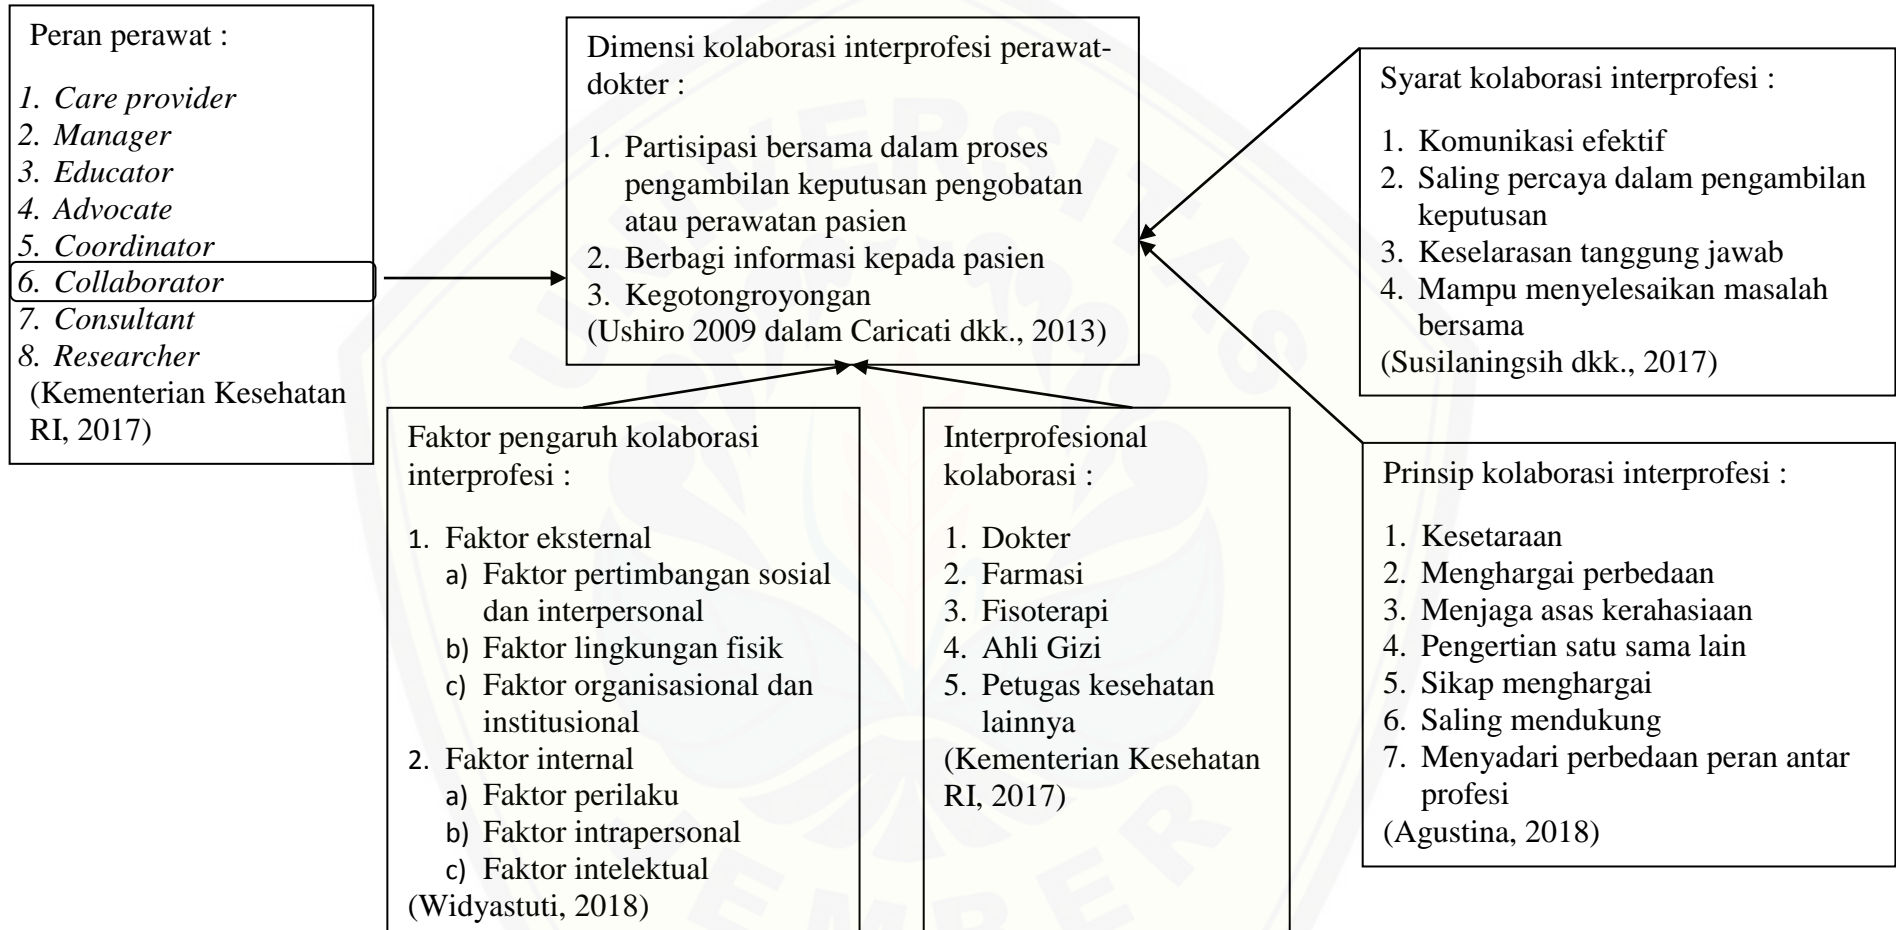 Peran perawat :
1. Care provider
2. Manager
3. Educator
4. Advocate
5. Coordinator
6. Collaborator
7. Consultant
8. Researcher
(Kementerian Kesehatan
RI, 2017)
Dimensi kolaborasi interprofesi perawat-
dokter :
1. Partisipasi bersama dalam proses
pengambilan keputusan pengobatan
atau perawatan pasien
2. Berbagi informasi kepada pasien
3. Kegotongroyongan
(Ushiro 2009 dalam Caricati dkk., 2013)
Syarat kolaborasi interprofesi :
1. Komunikasi efektif
2. Saling percaya dalam pengambilan
keputusan
3. Keselarasan tanggung jawab
4. Mampu menyelesaikan masalah
bersama
(Susilaningsih dkk., 2017)
Faktor pengaruh kolaborasi
interprofesi :
1. Faktor eksternal
a) Faktor pertimbangan sosial
dan interpersonal
b) Faktor lingkungan fisik
c) Faktor organisasional dan
institusional
2. Faktor internal
a) Faktor perilaku
b) Faktor intrapersonal
c) Faktor intelektual
(Widyastuti, 2018)
Interprofesional
kolaborasi :
1. Dokter
2. Farmasi
3. Fisoterapi
4. Ahli Gizi
5. Petugas kesehatan
lainnya
(Kementerian Kesehatan
RI, 2017)
Prinsip kolaborasi interprofesi :
1. Kesetaraan
2. Menghargai perbedaan
3. Menjaga asas kerahasiaan
4. Pengertian satu sama lain
5. Sikap menghargai
6. Saling mendukung
7. Menyadari perbedaan peran antar
profesi
(Agustina, 2018)
UNIVERSITAS
JEMBER